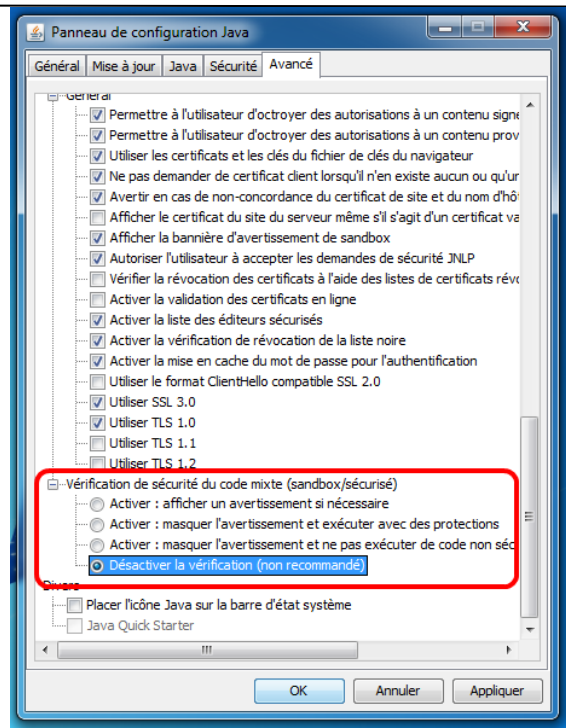 Panneau de configuration Java
Général Mise à jour Java Sécurité Avancé
Général
Permettre à l'utilisateur d'octroyer des autorisations à un contenu signé
Permettre à l'utilisateur d'octroyer des autorisations à un contenu prov
Utiliser les certificats et les clés du fichier de clés du navigateur
Ne pas demander de certificat client lorsqu'il n'en existe aucun ou qu'ur
Avertir en cas de non-concordance du certificat de site et du nom d'hô
Afficher le certificat du site du serveur même s'il s'agit d'un certificat va
Afficher la bannière d'avertissement de sandbox
Autoriser l'utilisateur à accepter les demandes de sécurité JNLP
Vérifier la révocation des certificats à l'aide des listes de certificats révo
Activer la validation des certificats en ligne
Activer la liste des éditeurs sécurisés
Activer la vérification de révocation de la liste noire
Activer la mise en cache du mot de passe pour l'authentification
Utiliser le format ClientHello compatible SSL 2.0
Utiliser SSL 3.0
Utiliser TLS 1.0
Utiliser TLS 1.1
Utiliser TLS 1.2
Vérification de sécurité du code mixte (sandbox/sécurisé)
Activer : afficher un avertissement si nécessaire
Activer : masquer l'avertissement et exécuter avec des protections
Activer : masquer l'avertissement et ne pas exécuter de code non séc
Désactiver la vérification (non recommandé)
Divers
Placer l'icône Java sur la barre d'état système
Java Quick Starter
OK Annuler Appliquer